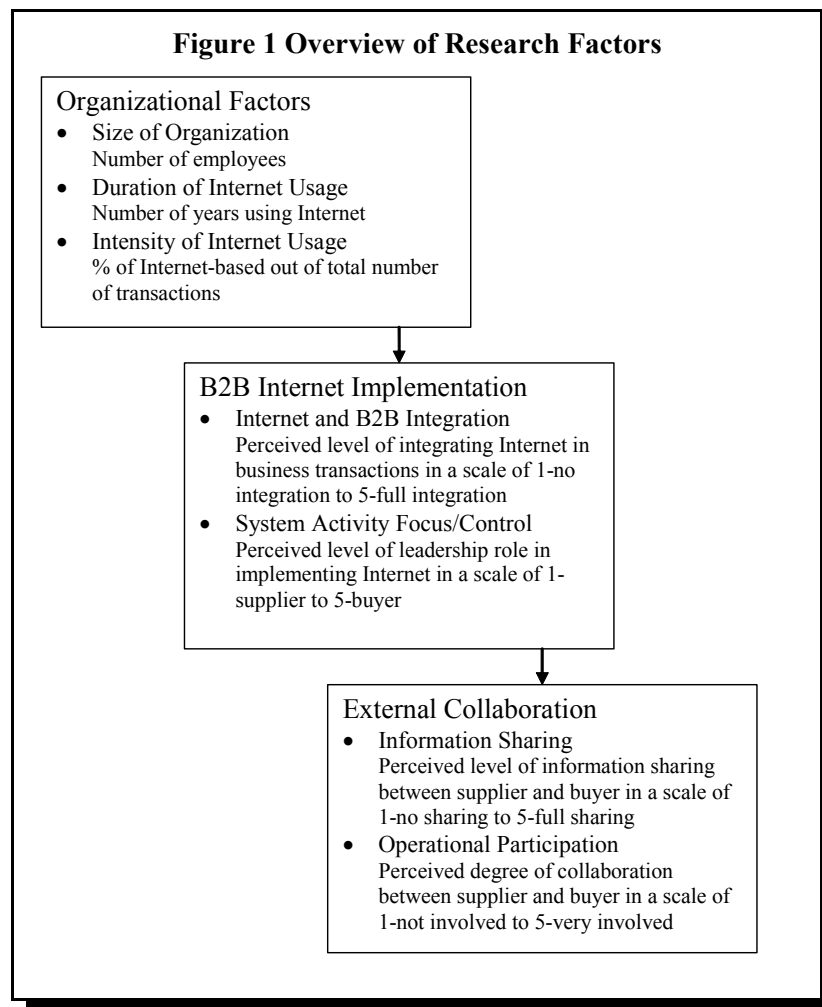 Figure 1 Overview of Research Factors
Organizational Factors
• Size of Organization
Number of employees
• Duration of Internet Usage
Number of years using Internet
• Intensity of Internet Usage
% of Internet-based out of total number
of transactions
B2B Internet Implementation
• Internet and B2B Integration
Perceived level of integrating Internet in
business transactions in a scale of 1-no
integration to 5-full integration
• System Activity Focus/Control
Perceived level of leadership role in
implementing Internet in a scale of 1-
supplier to 5-buyer
External Collaboration
• Information Sharing
Perceived level of information sharing
between supplier and buyer in a scale of
1-no sharing to 5-full sharing
• Operational Participation
Perceived degree of collaboration
between supplier and buyer in a scale of
1-not involved to 5-very involved